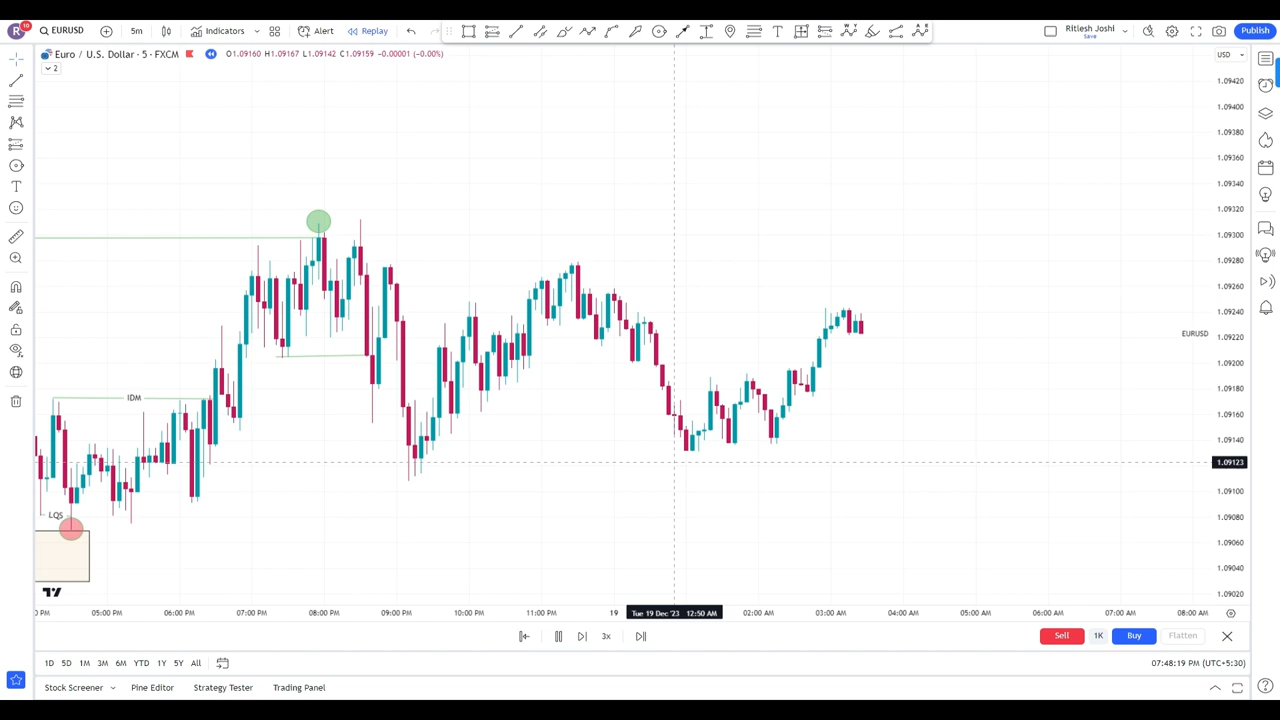 R 10 EURUSD 5m Indicators Alert Replay Ritesh Joshi Save Publish
Euro / U.S. Dollar · 5 · FXCM O1.09160 H1.09167 L1.09142 C1.09159 −0.00001 (−0.00%) USD
2
1.09420
1.09400
1.09380
1.09360
1.09340
1.09320
1.09300
1.09280
1.09260
1.09240
EURUSD
1.09220
1.09200
1.09180
IDM
1.09160
1.09140
1.09123
1.09100
LQS
1.09080
1.09060
1.09040
1.09020
PM 05:00 PM 06:00 PM 07:00 PM 08:00 PM 09:00 PM 10:00 PM 11:00 PM 19 Tue 19 Dec '23 12:50 AM 02:00 AM 03:00 AM 04:00 AM 05:00 AM 06:00 AM 07:00 AM 08:00 AM
3x Sell 1K Buy Flatten
1D 5D 1M 3M 6M YTD 1Y 5Y All 07:48:19 PM (UTC+5:30)
Stock Screener Pine Editor Strategy Tester Trading Panel